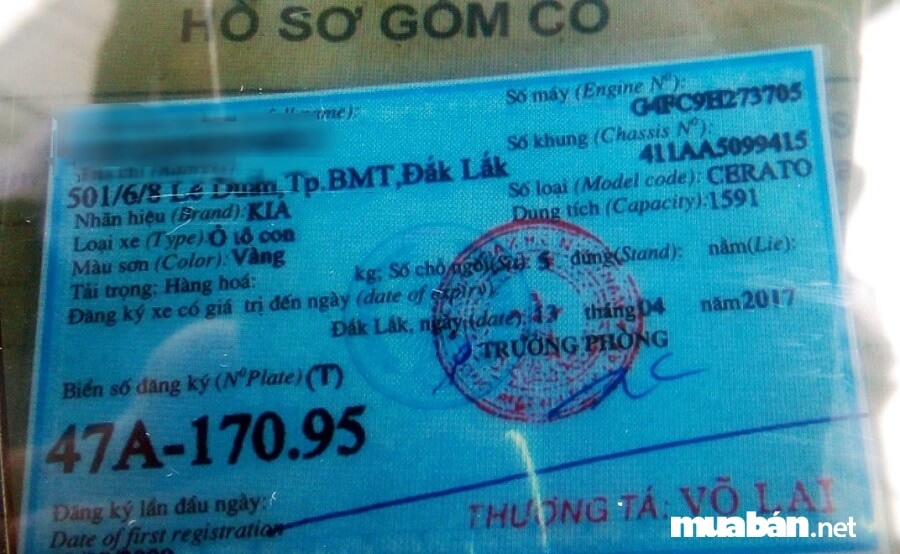 HỒ SƠ GỒM CÓ
Số máy (Engine Nº):
G4FC9H273705
Số khung (Chassis Nº):
411AA5099415
501/6/8 Lê Duẩn, Tp.BMT, Đắk Lắk
Số loại (Model code): CERATO
Nhãn hiệu (Brand): KIA
Dung tích (Capacity): 1591
Loại xe (Type): Ô tô con
Màu sơn (Color): Vàng
Tải trọng: Hàng hoá: kg; Số chỗ ngồi(Sit): 5 đứng(Stand): nằm(Lie):
Đăng ký xe có giá trị đến ngày (date of expiry)
Đắk Lắk, ngày (date) 13 tháng 04 năm 2017
TRƯỞNG PHÒNG
Biển số đăng ký (NºPlate) (T)
47A-170.95
Đăng ký lần đầu ngày:
Date of first registration
THƯỢNG TÁ: VÕ LAI
muabán.net